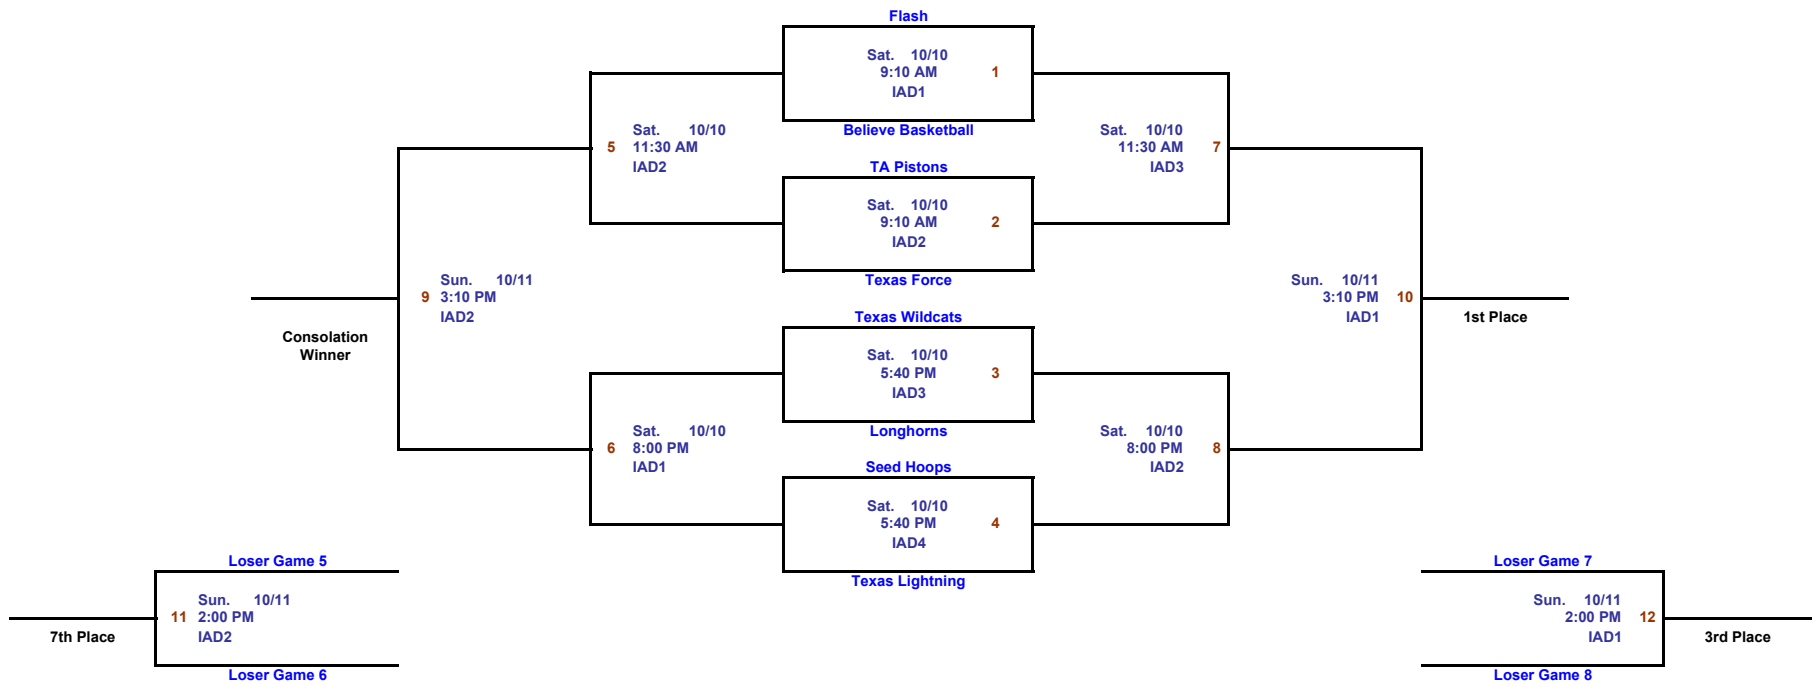 Flash
Sat. 10/10
9:10 AM 1
IAD1
Believe Basketball
Sat. 10/10
5 11:30 AM
IAD2
Sat. 10/10
11:30 AM 7
IAD3
TA Pistons
Sat. 10/10
9:10 AM 2
IAD2
Texas Force
Sun. 10/11
9 3:10 PM
IAD2
Consolation
Winner
Sun. 10/11
3:10 PM 10
IAD1
1st Place
Texas Wildcats
Sat. 10/10
5:40 PM 3
IAD3
Longhorns
Sat. 10/10
6 8:00 PM
IAD1
Sat. 10/10
8:00 PM 8
IAD2
Seed Hoops
Sat. 10/10
5:40 PM 4
IAD4
Texas Lightning
Loser Game 5
Sun. 10/11
11 2:00 PM
IAD2
7th Place
Loser Game 6
Loser Game 7
Sun. 10/11
2:00 PM 12
IAD1
3rd Place
Loser Game 8